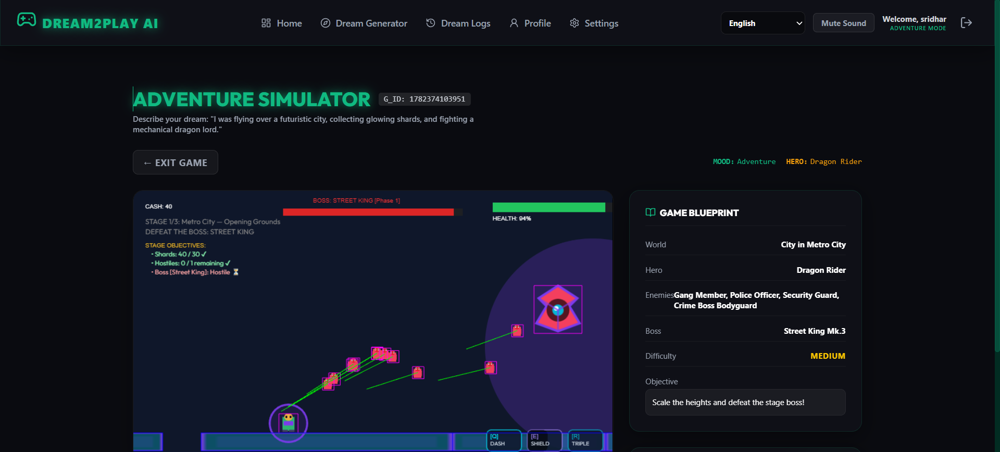 DREAM2PLAY AI
Home
Dream Generator
Dream Logs
Profile
Settings
English
Mute Sound
Welcome, sridhar
ADVENTURE MODE
ADVENTURE SIMULATOR
G_ID: 1782374103951
Describe your dream: "I was flying over a futuristic city, collecting glowing shards, and fighting a
mechanical dragon lord."
← EXIT GAME
MOOD: Adventure
HERO: Dragon Rider
CASH: 40
BOSS: STREET KING [Phase 1]
HEALTH: 94%
STAGE 1/3: Metro City — Opening Grounds
DEFEAT THE BOSS: STREET KING
STAGE OBJECTIVES:
• Shards: 40 / 30 ✓
• Hostiles: 0 / 1 remaining ✓
• Boss [Street King]: Hostile ⏳
[Q]
DASH
[E]
SHIELD
[R]
TRIPLE
GAME BLUEPRINT
World
City in Metro City
Hero
Dragon Rider
Enemies
Gang Member, Police Officer, Security Guard,
Crime Boss Bodyguard
Boss
Street King Mk.3
Difficulty
MEDIUM
Objective
Scale the heights and defeat the stage boss!